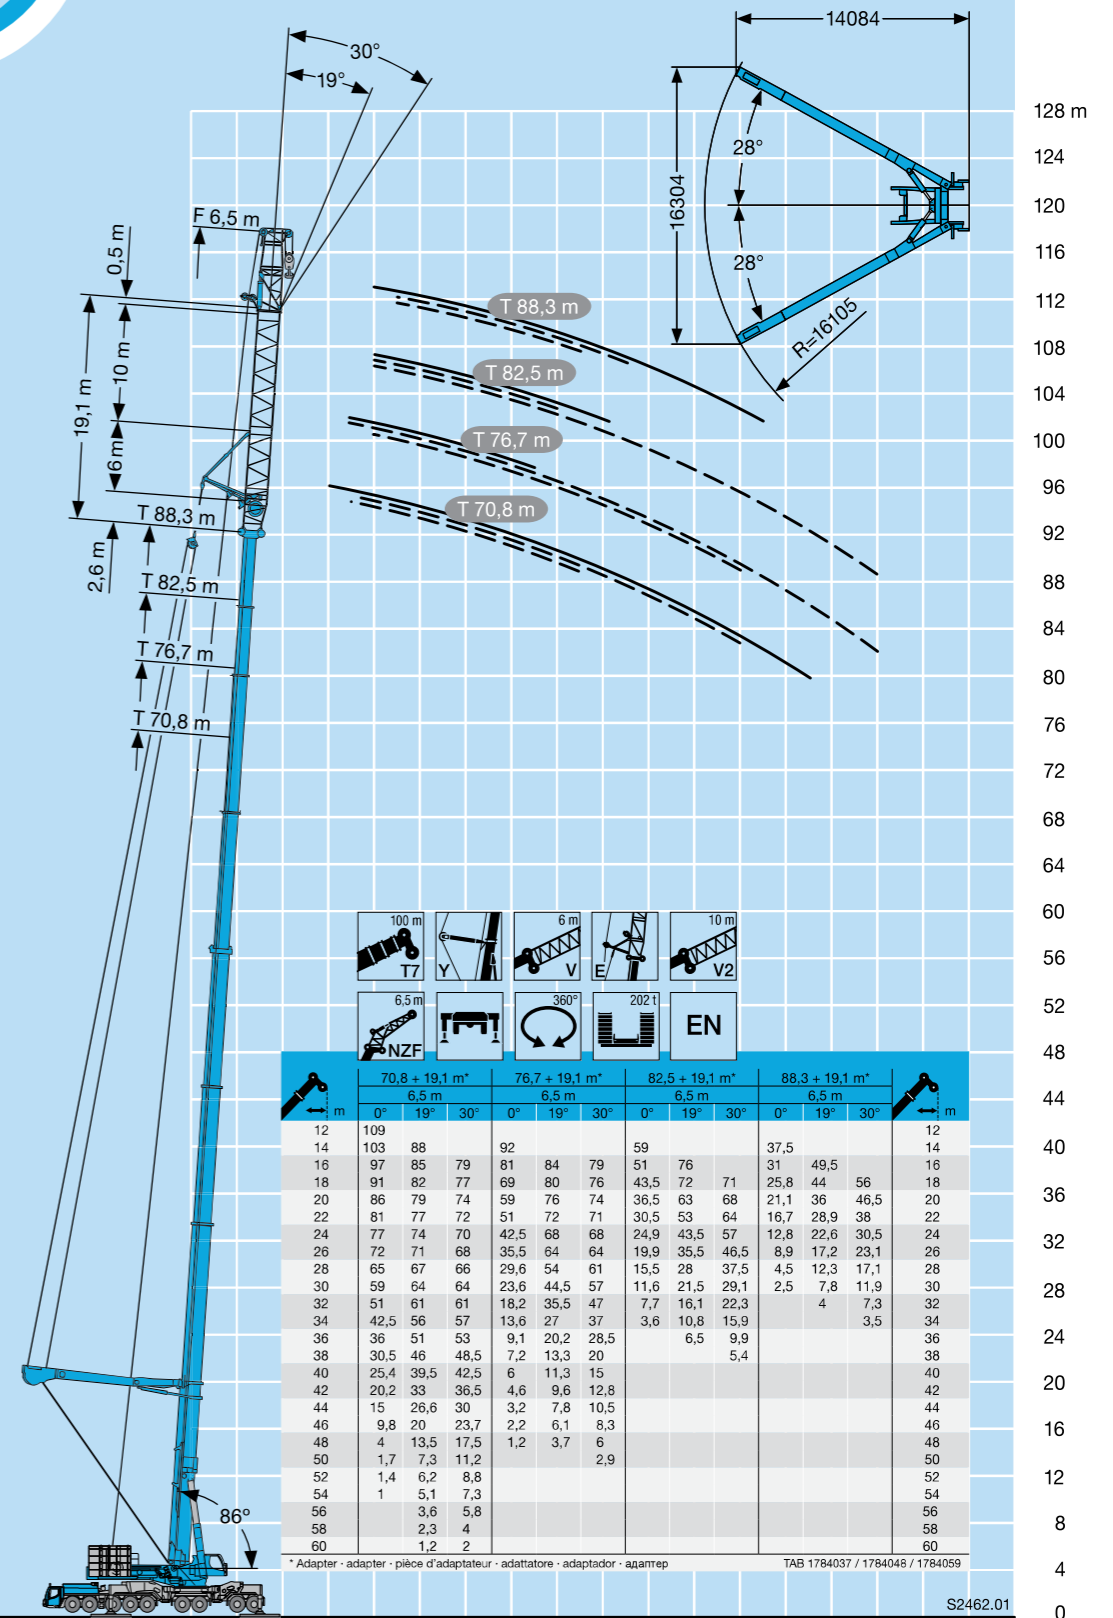 14084
30°
19°
128 m
28°
124
16304
F 6,5 m
120
0,5 m
116
28°
T 88,3 m
112
R=16105
10 m
108
19,1 m
T 82,5 m
104
T 76,7 m
100
6 m
96
T 70,8 m
T 88,3 m
92
2,6 m
T 82,5 m
88
84
T 76,7 m
80
T 70,8 m
76
72
68
64
60
100 m T7
Y
6 m V
E
10 m V2
56
52
6,5 m NZF
360°
202 t
EN
48
70,8 + 19,1 m* 76,7 + 19,1 m* 82,5 + 19,1 m* 88,3 + 19,1 m*
6,5 m 6,5 m 6,5 m 6,5 m
m 0° 19° 30° 0° 19° 30° 0° 19° 30° 0° 19° 30° m
44
12 109 12
14 103 88 92 59 37,5 14
40
16 97 85 79 81 84 79 51 76 31 49,5 16
18 91 82 77 69 80 76 43,5 72 71 25,8 44 56 18
36
20 86 79 74 59 76 74 36,5 63 68 21,1 36 46,5 20
22 81 77 72 51 72 71 30,5 53 64 16,7 28,9 38 22
24 77 74 70 42,5 68 68 24,9 43,5 57 12,8 22,6 30,5 24
32
26 72 71 68 35,5 64 64 19,9 35,5 46,5 8,9 17,2 23,1 26
28 65 67 66 29,6 54 61 15,5 28 37,5 4,5 12,3 17,1 28
28
30 59 64 64 23,6 44,5 57 11,6 21,5 29,1 2,5 7,8 11,9 30
32 51 61 61 18,2 35,5 47 7,7 16,1 22,3 4 7,3 32
34 42,5 56 57 13,6 27 37 3,6 10,8 15,9 3,5 34
24
36 36 51 53 9,1 20,2 28,5 6,5 9,9 36
38 30,5 46 48,5 7,2 13,3 20 5,4 38
40 25,4 39,5 42,5 6 11,3 15 40
20
42 20,2 33 36,5 4,6 9,6 12,8 42
44 15 26,6 30 3,2 7,8 10,5 44
16
46 9,8 20 23,7 2,2 6,1 8,3 46
48 4 13,5 17,5 1,2 3,7 6 48
50 1,7 7,3 11,2 2,9 50
12
52 1,4 6,2 8,8 52
54 1 5,1 7,3 54
56 3,6 5,8 56
86°
8
58 2,3 4 58
60 1,2 2 60
* Adapter · adapter · pièce d'adaptateur · adattatore · adaptador · адаптер TAB 1784037 / 1784048 / 1784059
4
S2462.01
0